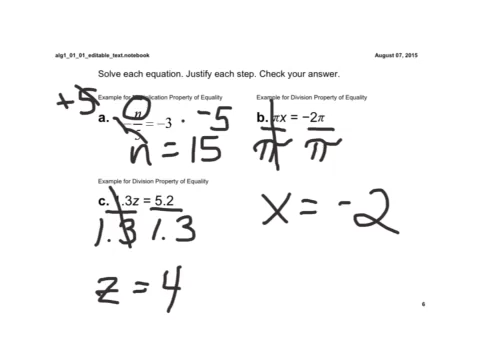 alg1_01_01_editable_text.notebook August 07, 2015
Solve each equation. Justify each step. Check your answer.
Example for Multiplication Property of Equality Example for Division Property of Equality
a. -n/5 = -3 · -5 b. πx = -2π
n = 15 π π
Example for Division Property of Equality
x = -2
c. 1.3z = 5.2
1.3 1.3
z = 4
6